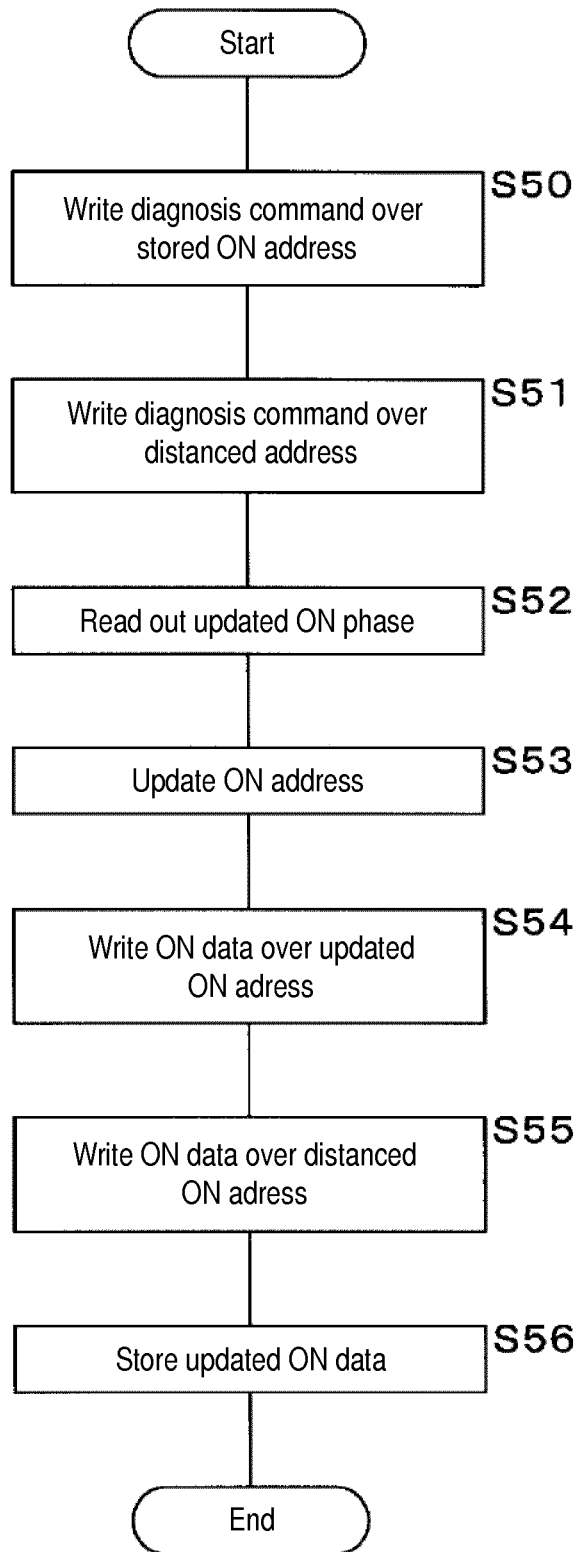 Start
S50
Write diagnosis command over
stored ON address
S51
Write diagnosis command over
distanced address
S52
Read out updated ON phase
S53
Update ON address
S54
Write ON data over updated
ON adress
S55
Write ON data over distanced
ON adress
S56
Store updated ON data
End